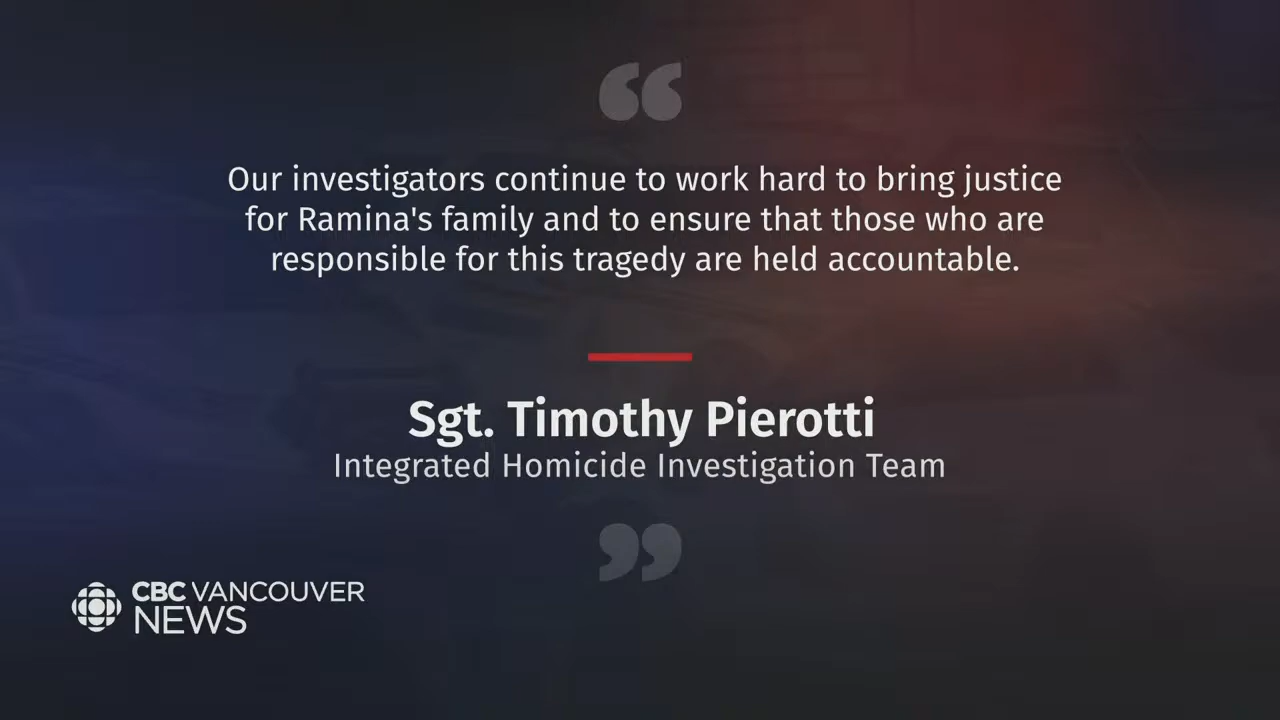 “
Our investigators continue to work hard to bring justice
for Ramina's family and to ensure that those who are
responsible for this tragedy are held accountable.
Sgt. Timothy Pierotti
Integrated Homicide Investigation Team
”
CBC VANCOUVER
NEWS